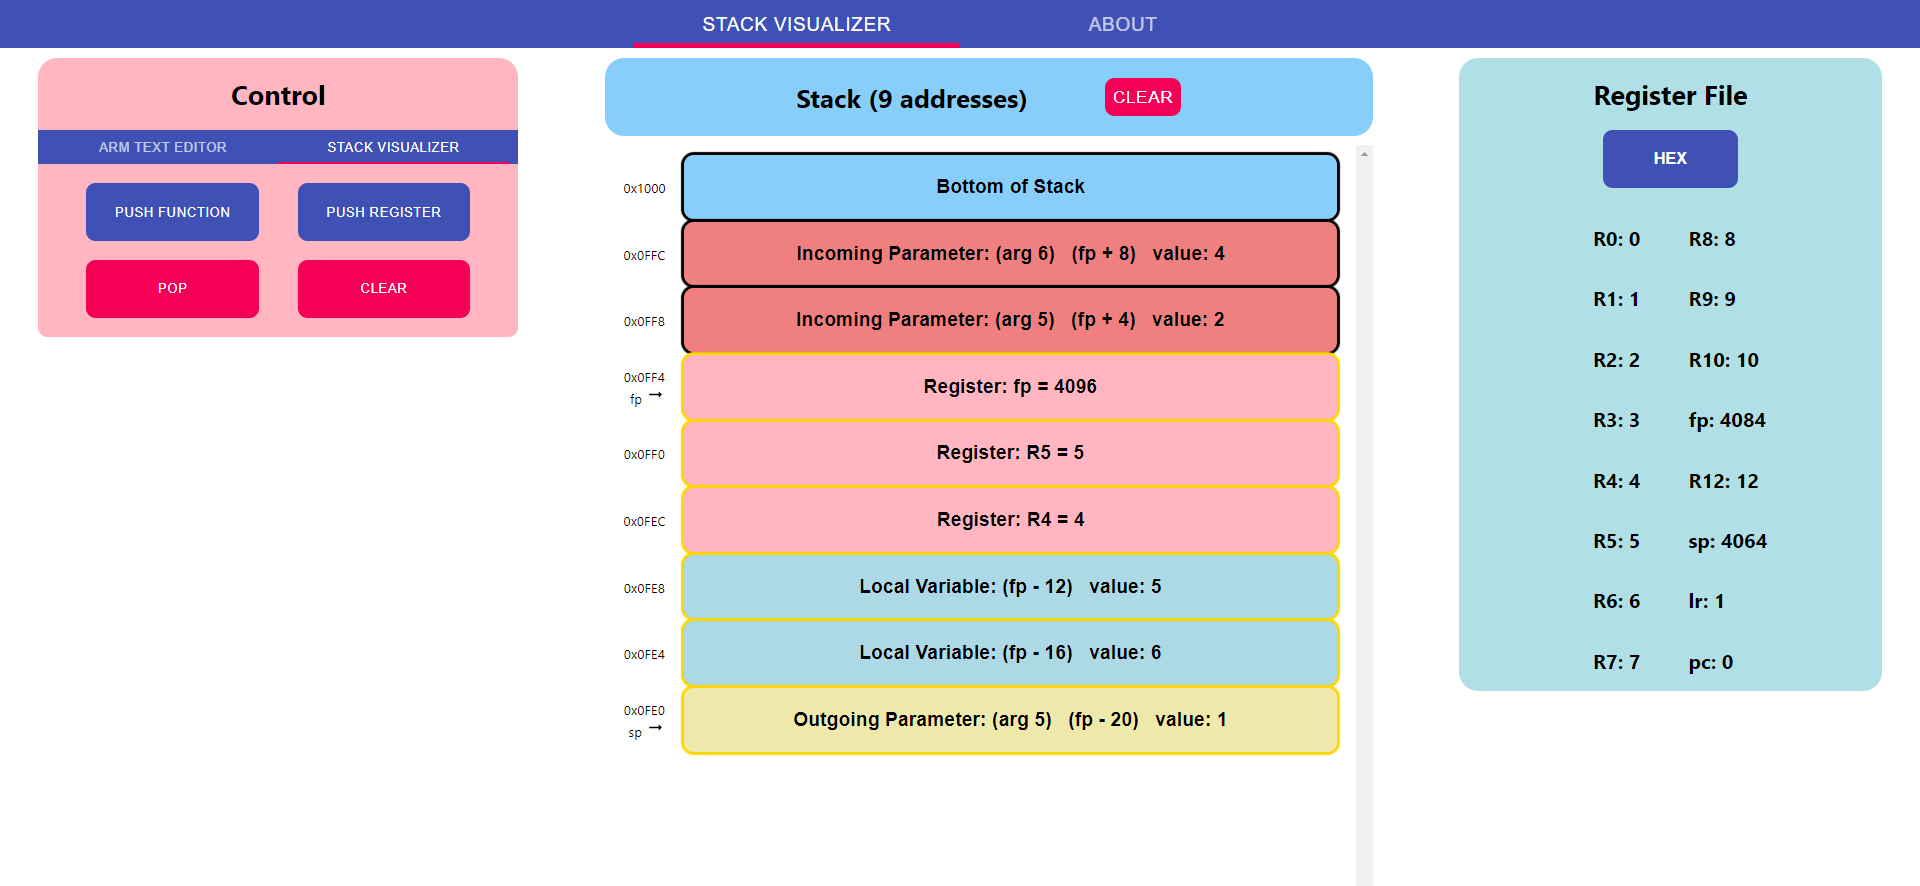 STACK VISUALIZER ABOUT
Control
ARM TEXT EDITOR STACK VISUALIZER
PUSH FUNCTION PUSH REGISTER
POP CLEAR
Stack (9 addresses) CLEAR
0x1000 Bottom of Stack
0x0FFC Incoming Parameter: (arg 6) (fp + 8) value: 4
0x0FF8 Incoming Parameter: (arg 5) (fp + 4) value: 2
0x0FF4
fp → Register: fp = 4096
0x0FF0 Register: R5 = 5
0x0FEC Register: R4 = 4
0x0FE8 Local Variable: (fp - 12) value: 5
0x0FE4 Local Variable: (fp - 16) value: 6
0x0FE0
sp → Outgoing Parameter: (arg 5) (fp - 20) value: 1
Register File
HEX
R0: 0 R8: 8
R1: 1 R9: 9
R2: 2 R10: 10
R3: 3 fp: 4084
R4: 4 R12: 12
R5: 5 sp: 4064
R6: 6 lr: 1
R7: 7 pc: 0